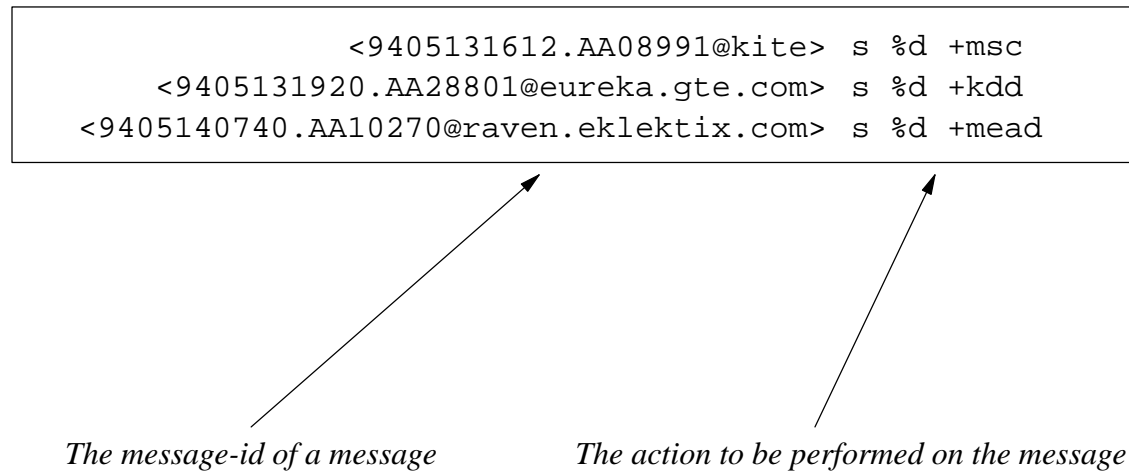 <9405131612.AA08991@kite> s %d +msc
<9405131920.AA28801@eureka.gte.com> s %d +kdd
<9405140740.AA10270@raven.eklektix.com> s %d +mead
The message-id of a message
The action to be performed on the message